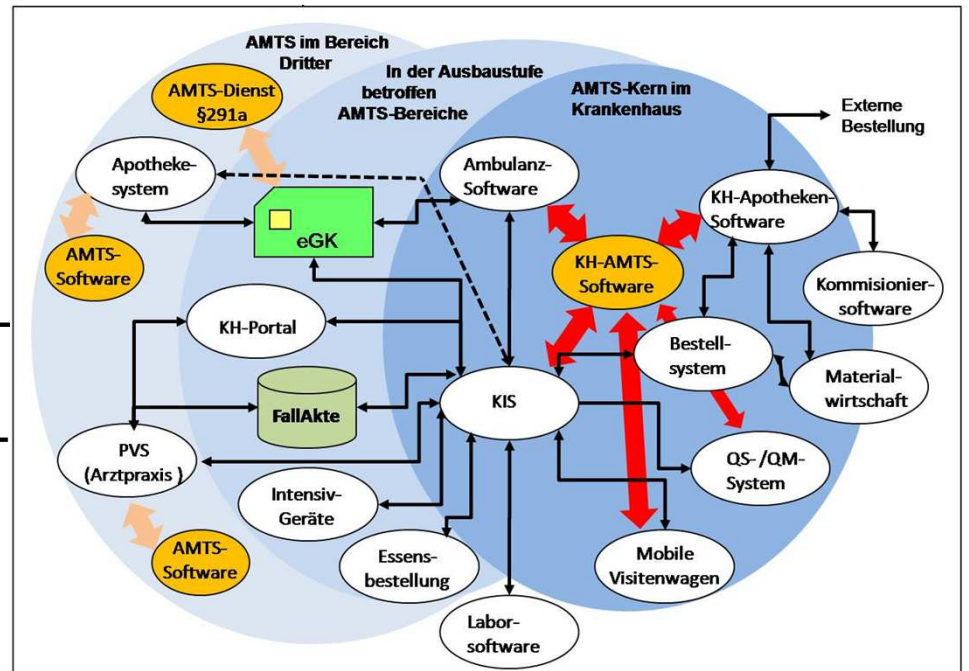 AMTS im Bereich
Dritter
In der Ausbaustufe
betroffen
AMTS-Bereiche
AMTS-Kern im
Krankenhaus
AMTS-Dienst
§291a
Externe
Bestellung
Apotheke-
system
Ambulanz-
Software
KH-Apotheken-
Software
eGK
AMTS-
Software
KH-AMTS-
Software
Kommisionier-
software
KH-Portal
Bestell-
system
Material-
wirtschaft
FallAkte
KIS
PVS
(Arztpraxis )
QS- /QM-
System
Intensiv-
Geräte
AMTS-
Software
Essens-
bestellung
Mobile
Visitenwagen
Labor-
software